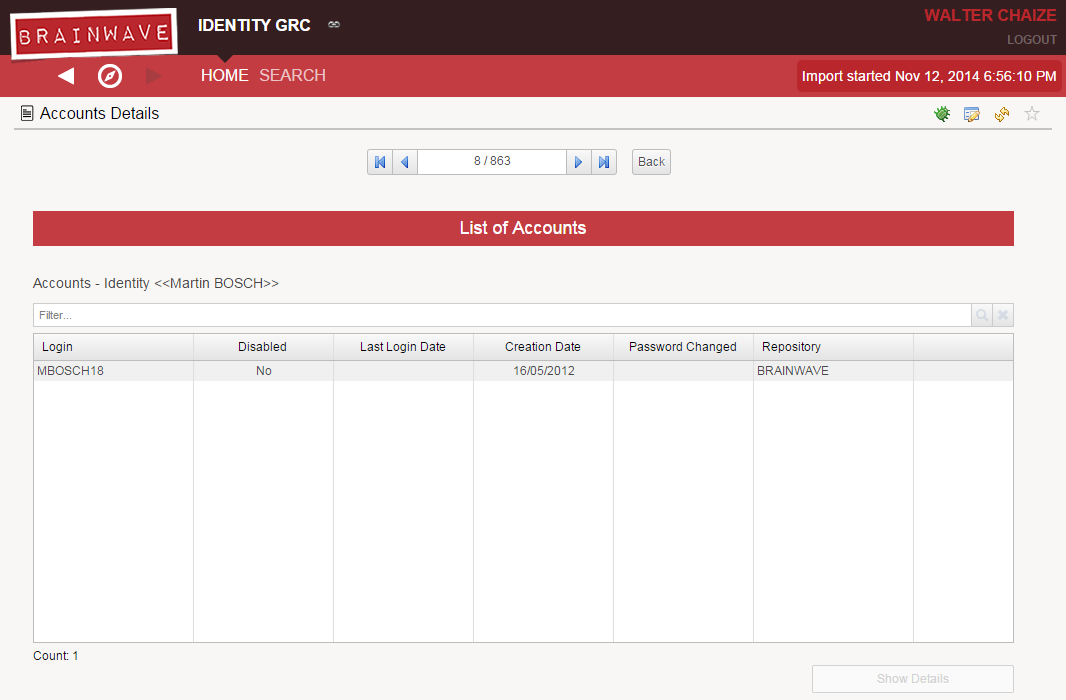 BRAINWAVE
IDENTITY GRC
WALTER CHAIZE
LOGOUT
HOME SEARCH
Import started Nov 12, 2014 6:56:10 PM
Accounts Details
8 / 863
Back
List of Accounts
Accounts - Identity <<Martin BOSCH>>
Filter...
Login Disabled Last Login Date Creation Date Password Changed Repository
MBOSCH18 No 16/05/2012 BRAINWAVE
Count: 1
Show Details